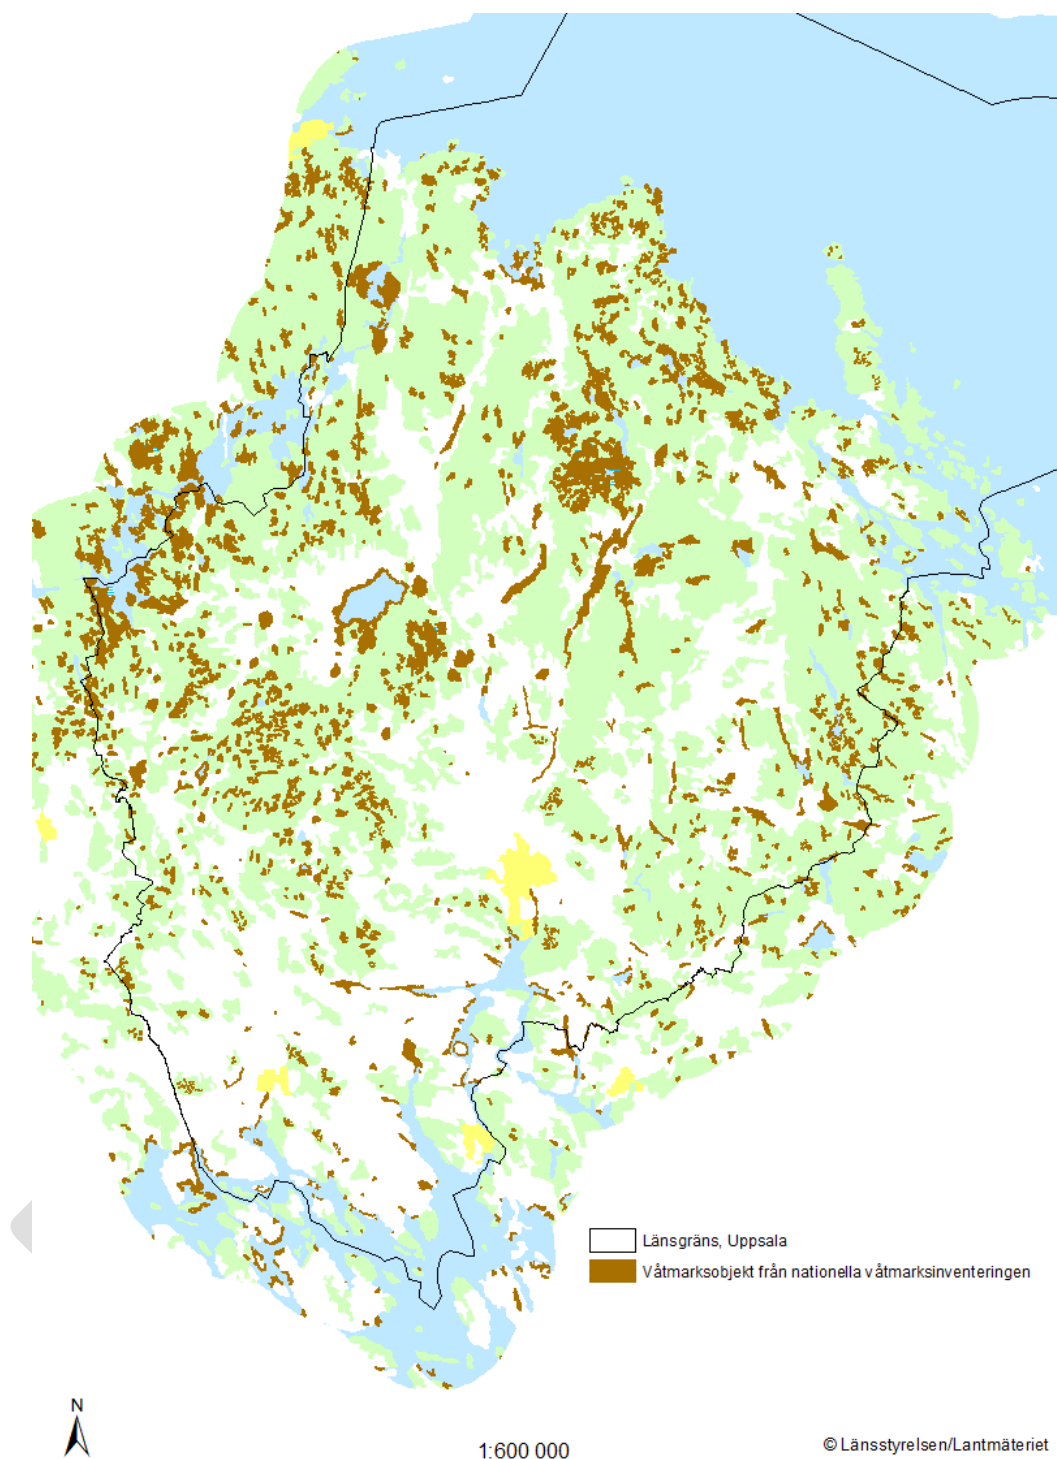 Länsgräns, Uppsala
Våtmarksobjekt från nationella våtmarksinventeringen
N
1:600 000
© Länsstyrelsen/Lantmäteriet